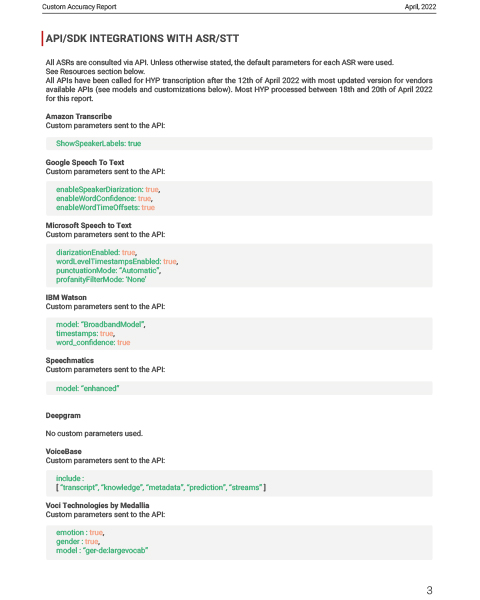 Custom Accuracy Report
April, 2022
API/SDK INTEGRATIONS WITH ASR/STT
All ASRs are consulted via API. Unless otherwise stated, the default parameters for each ASR were used.
See Resources section below.
All APIs have been called for HYP transcription after the 12th of April 2022 with most updated version for vendors
available APIs (see models and customizations below). Most HYP processed between 18th and 20th of April 2022
for this report.
Amazon Transcribe
Custom parameters sent to the API:
ShowSpeakerLabels: true
Google Speech To Text
Custom parameters sent to the API:
enableSpeakerDiarization: true,
enableWordConfidence: true,
enableWordTimeOffsets: true
Microsoft Speech to Text
Custom parameters sent to the API:
diarizationEnabled: true,
wordLevelTimestampsEnabled: true,
punctuationMode: “Automatic”,
profanityFilterMode: 'None'
IBM Watson
Custom parameters sent to the API:
model: “BroadbandModel”,
timestamps: true,
word_confidence: true
Speechmatics
Custom parameters sent to the API:
model: “enhanced”
Deepgram
No custom parameters used.
VoiceBase
Custom parameters sent to the API:
include :
[ “transcript”, “knowledge”, “metadata”, “prediction”, “streams” ]
Voci Technologies by Medallia
Custom parameters sent to the API:
emotion : true,
gender : true,
model : “ger-de:largevocab”
3